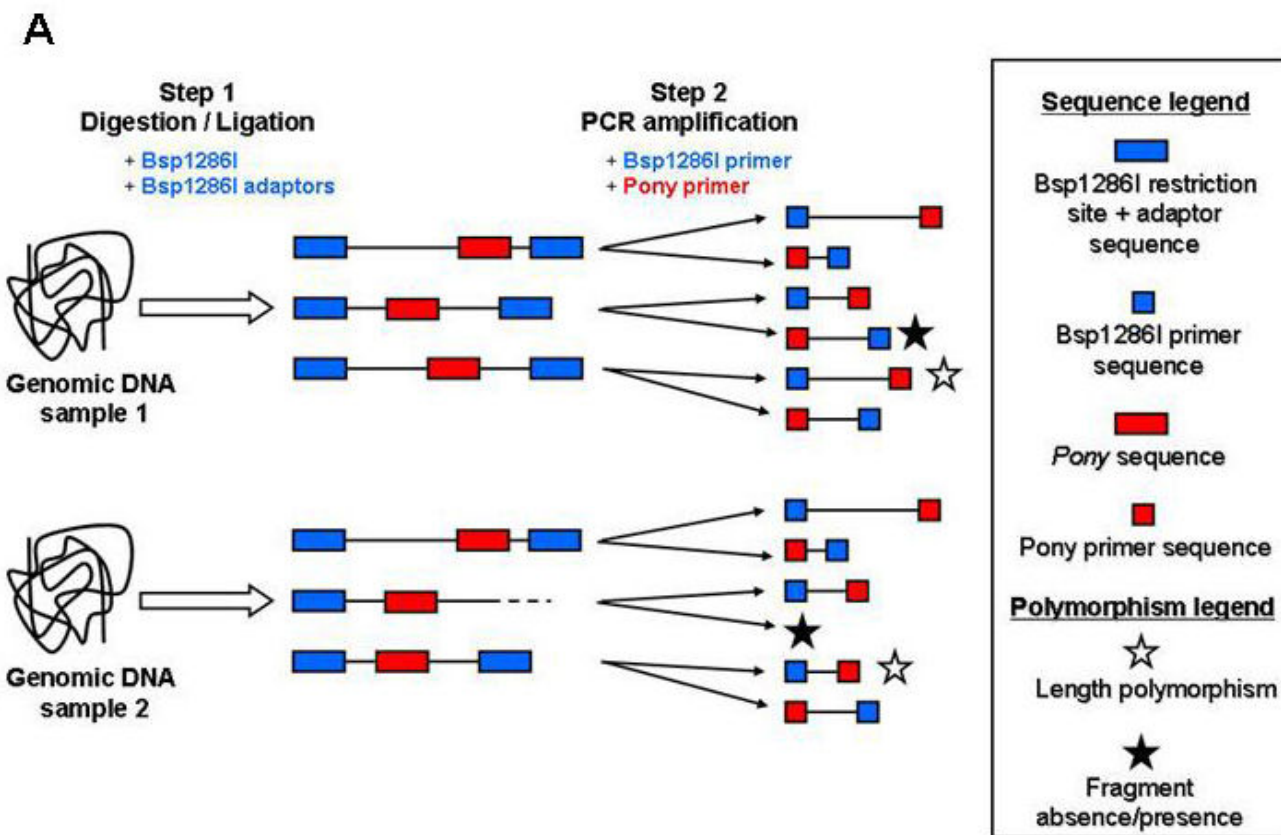 A
Step 1
Digestion / Ligation
+ Bsp1286I
+ Bsp1286I adaptors
Step 2
PCR amplification
+ Bsp1286I primer
+ Pony primer
Genomic DNA
sample 1
Genomic DNA
sample 2
Sequence legend
Bsp1286I restriction
site + adaptor
sequence
Bsp1286I primer
sequence
Pony sequence
Pony primer sequence
Polymorphism legend
Length polymorphism
Fragment
absence/presence